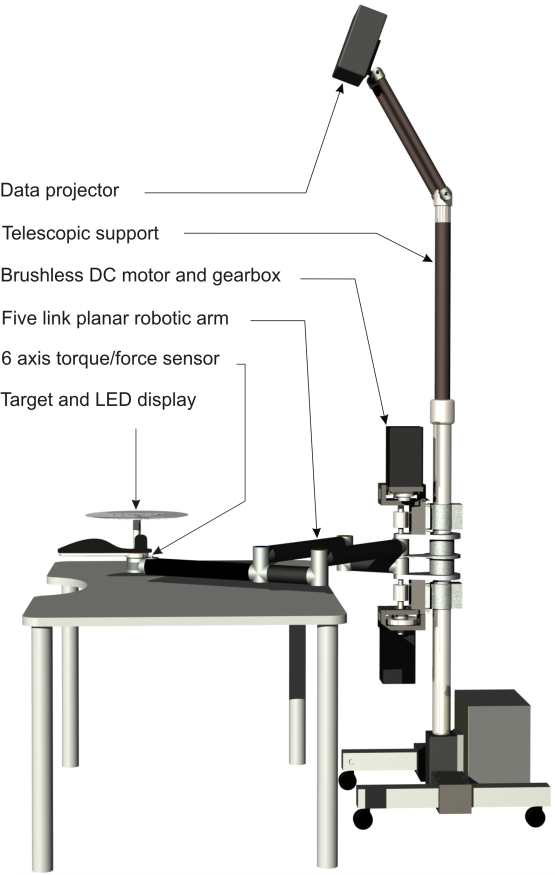 Data projector
Telescopic support
Brushless DC motor and gearbox
Five link planar robotic arm
6 axis torque/force sensor
Target and LED display